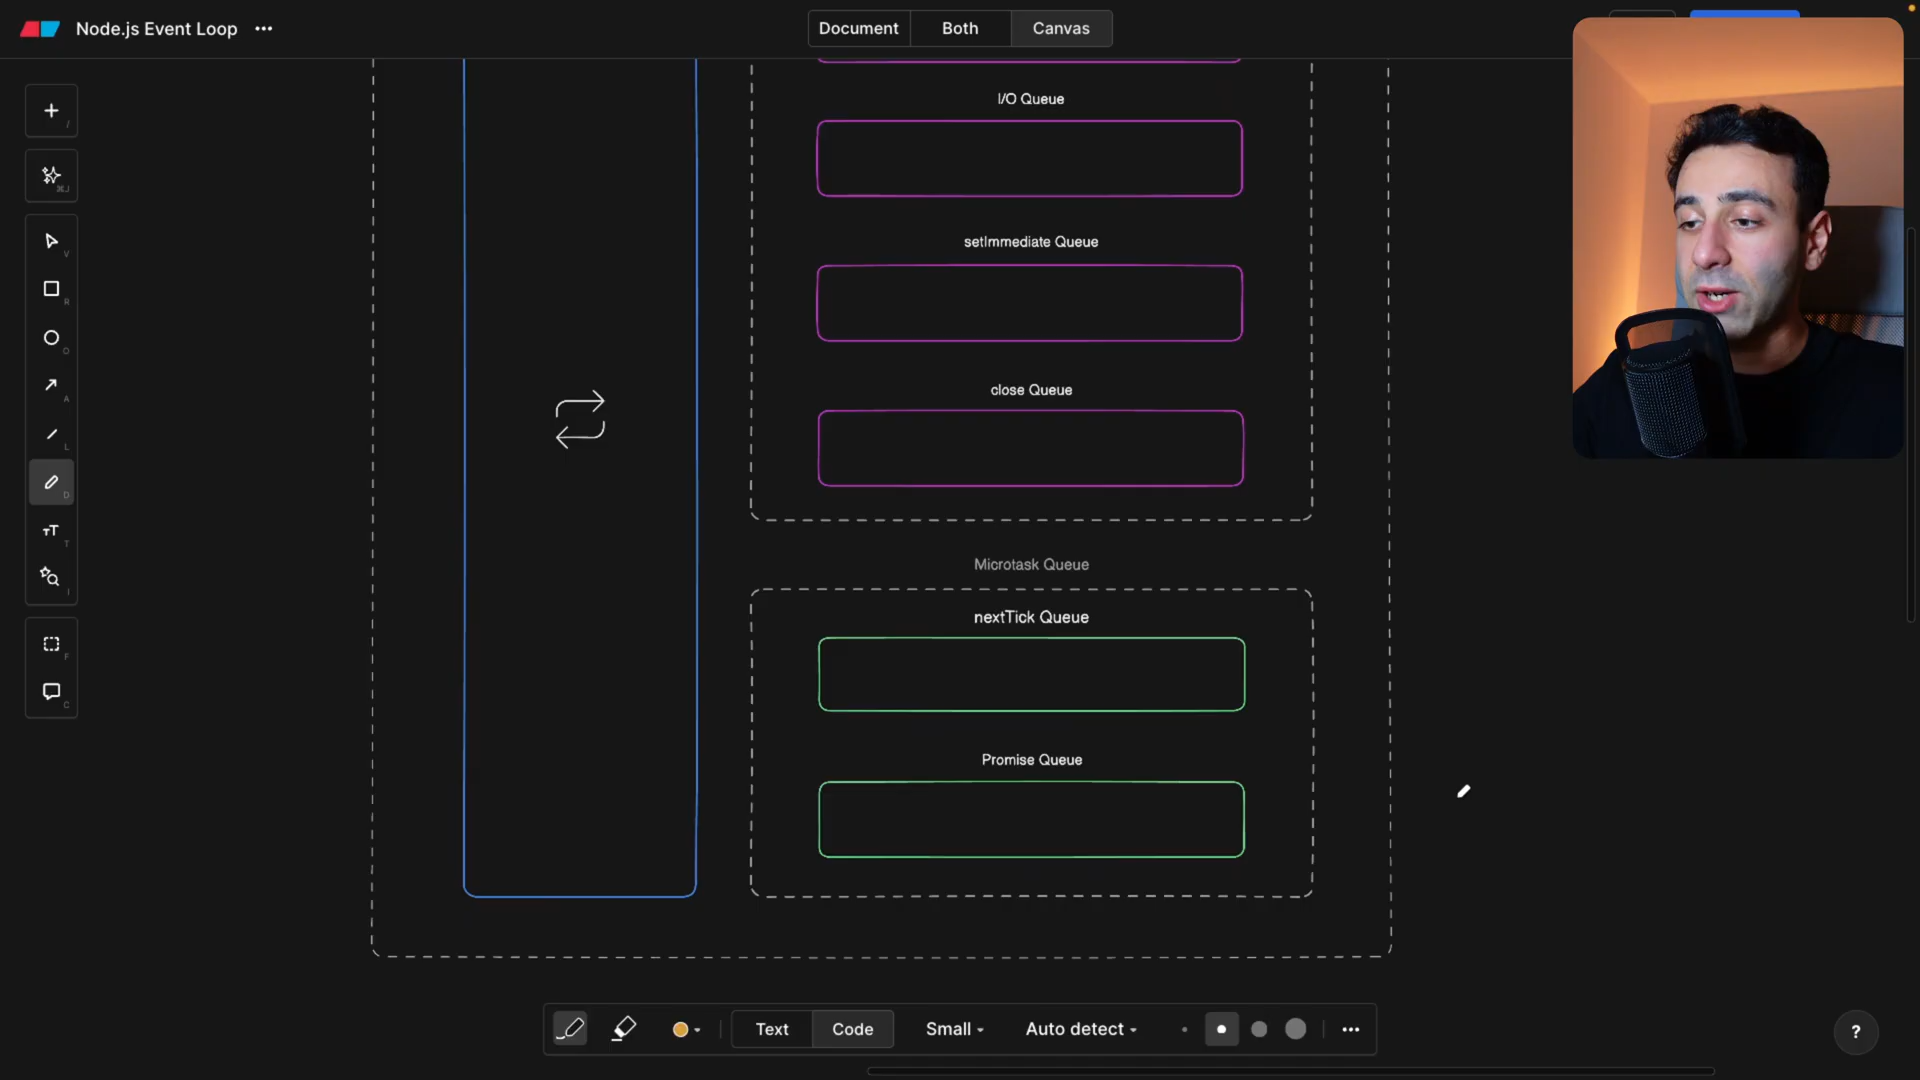 Node.js Event Loop
Document
Both
Canvas
I/O Queue
setImmediate Queue
close Queue
Microtask Queue
nextTick Queue
Promise Queue
/
⌘J
V
R
O
A
L
D
TT
T
I
F
C
Text
Code
Small
Auto detect
?